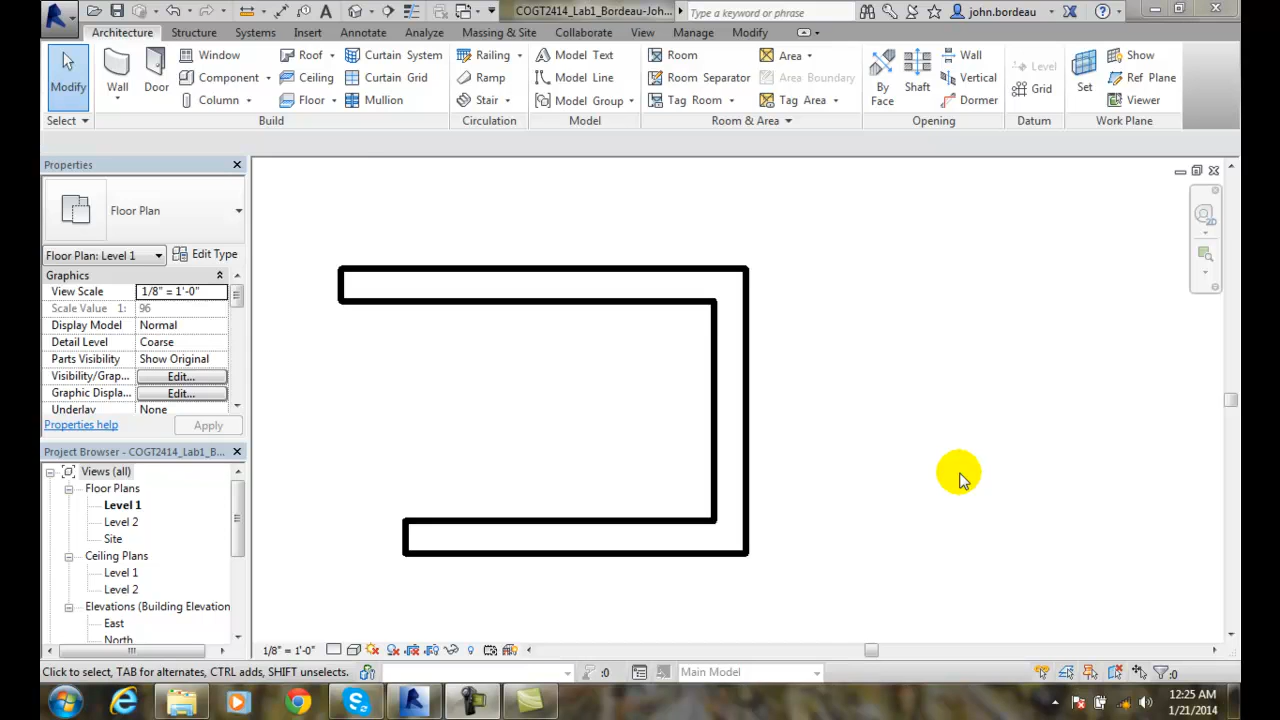 COGT2414_Lab1_Bordeau-Joh...
Type a keyword or phrase
john.bordeau
Architecture Structure Systems Insert Annotate Analyze Massing & Site Collaborate View Manage Modify
Modify
Select
Wall
Door
Window
Component
Column
Roof
Ceiling
Floor
Curtain System
Curtain Grid
Mullion
Build
Railing
Ramp
Stair
Circulation
Model Text
Model Line
Model Group
Model
Room
Room Separator
Tag Room
Area
Area Boundary
Tag Area
Room & Area
By
Face
Shaft
Wall
Vertical
Dormer
Opening
Level
Grid
Datum
Set
Show
Ref Plane
Viewer
Work Plane
Properties
Floor Plan
Floor Plan: Level 1
Edit Type
Graphics
View Scale 1/8" = 1'-0"
Scale Value 1: 96
Display Model Normal
Detail Level Coarse
Parts Visibility Show Original
Visibility/Grap... Edit...
Graphic Displa... Edit...
Underlay None
Properties help
Apply
Project Browser - COGT2414_Lab1_B...
Views (all)
Floor Plans
Level 1
Level 2
Site
Ceiling Plans
Level 1
Level 2
Elevations (Building Elevation
East
North
2D
1/8" = 1'-0"
Click to select, TAB for alternates, CTRL adds, SHIFT unselects.
:0
Main Model
:0
12:25 AM
1/21/2014